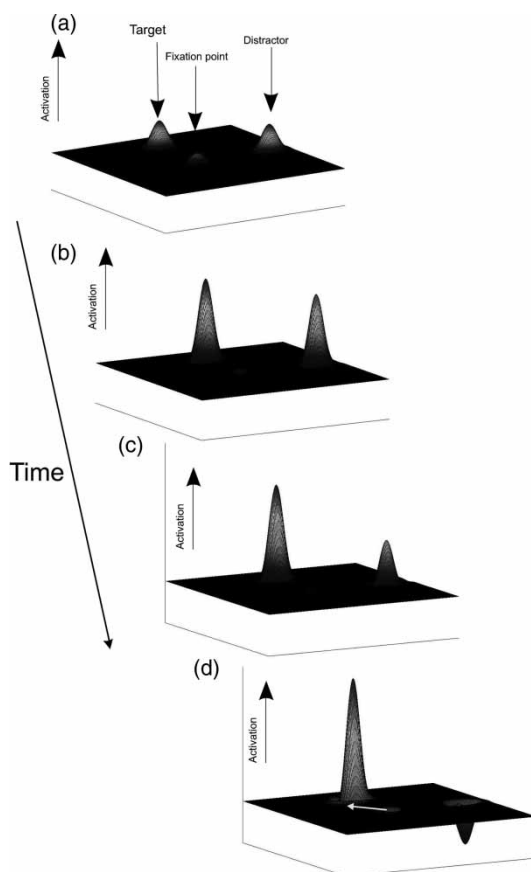 (a)
Target
Fixation point
Distractor
Activation
(b)
Activation
Time
(c)
Activation
(d)
Activation